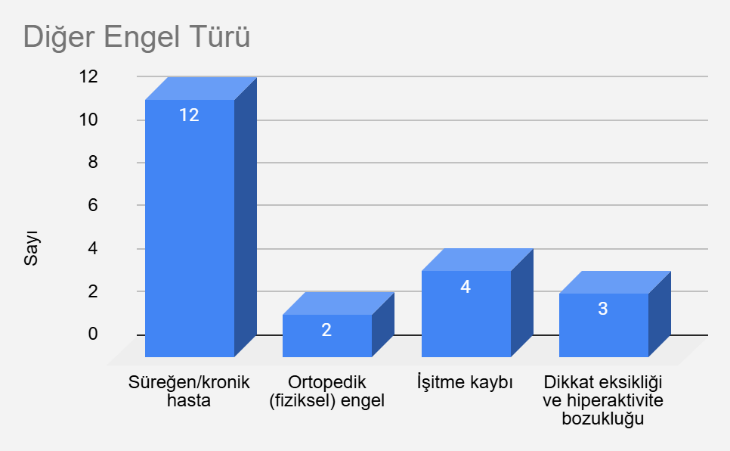 Diğer Engel Türü
Sayı
12
10
8
6
4
2
0
12
2
4
3
Süreğen/kronik
hasta
Ortopedik
(fiziksel) engel
İşitme kaybı
Dikkat eksikliği
ve hiperaktivite
bozukluğu